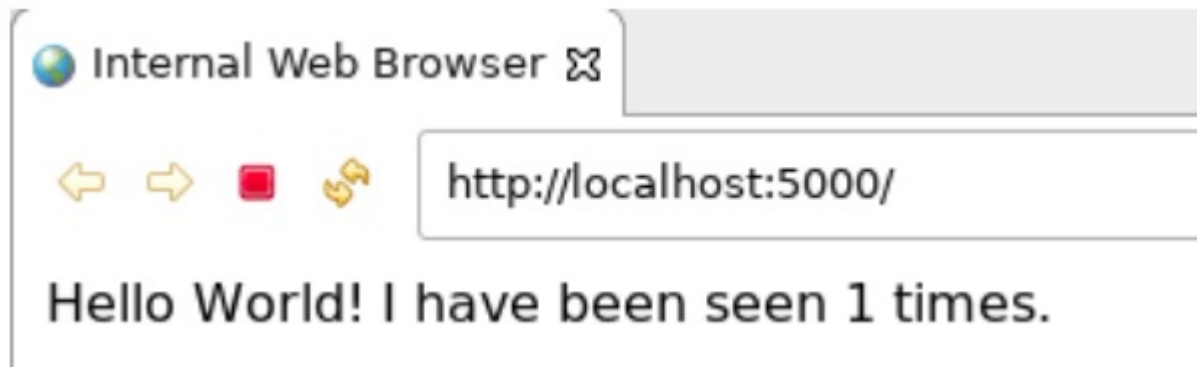 Internal Web Browser
http://localhost:5000/
Hello World! I have been seen 1 times.